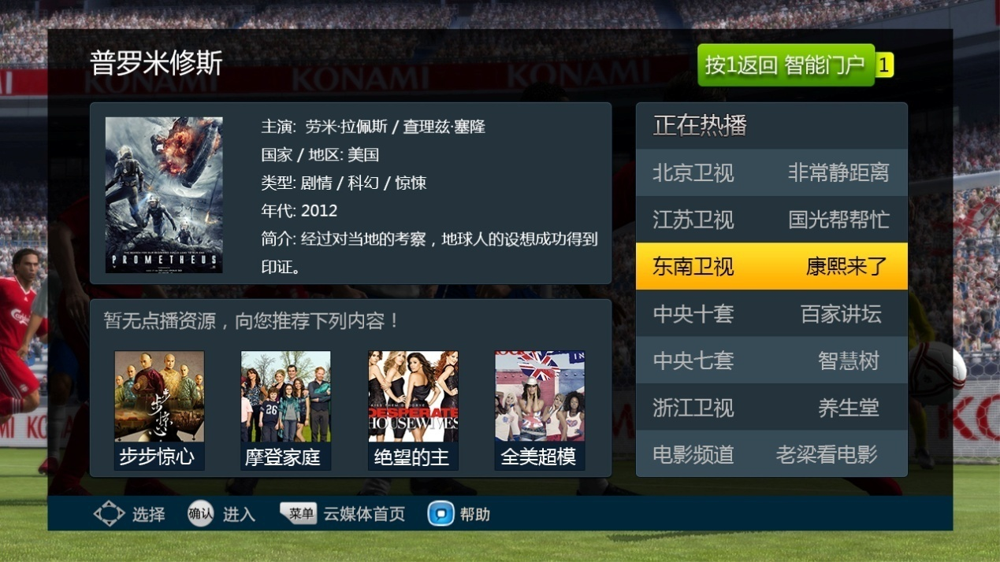 普罗米修斯
按1返回 智能门户 1
KONAMI KONAMI
主演: 劳米·拉佩斯 / 查理兹·塞隆
国家 / 地区: 美国
类型: 剧情 / 科幻 / 惊悚
年代: 2012
简介: 经过对当地的考察，地球人的设想成功得到
印证。
PROMETHEUS
正在热播
北京卫视 非常静距离
江苏卫视 国光帮帮忙
东南卫视 康熙来了
中央十套 百家讲坛
中央七套 智慧树
浙江卫视 养生堂
电影频道 老梁看电影
暂无点播资源，向您推荐下列内容！
步步惊心
26
DESPERATE
HOUSEWIVES
步步惊心 摩登家庭 绝望的主 全美超模
选择 确认 进入 菜单 云媒体首页 帮助